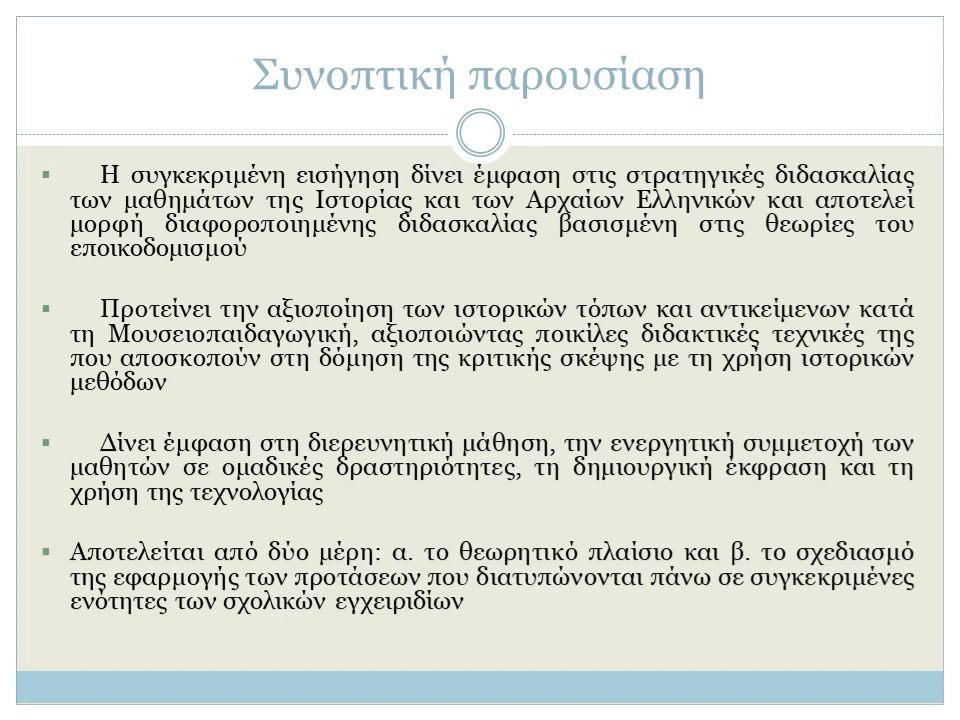 Συνοπτική παρουσίαση
▪ Η συγκεκριμένη εισήγηση δίνει έμφαση στις στρατηγικές διδασκαλίας
των μαθημάτων της Ιστορίας και των Αρχαίων Ελληνικών και αποτελεί
μορφή διαφοροποιημένης διδασκαλίας βασισμένη στις θεωρίες του
εποικοδομισμού
▪ Προτείνει την αξιοποίηση των ιστορικών τόπων και αντικείμενων κατά
τη Μουσειοπαιδαγωγική, αξιοποιώντας ποικίλες διδακτικές τεχνικές της
που αποσκοπούν στη δόμηση της κριτικής σκέψης με τη χρήση ιστορικών
μεθόδων
▪ Δίνει έμφαση στη διερευνητική μάθηση, την ενεργητική συμμετοχή των
μαθητών σε ομαδικές δραστηριότητες, τη δημιουργική έκφραση και τη
χρήση της τεχνολογίας
▪ Αποτελείται από δύο μέρη: α. το θεωρητικό πλαίσιο και β. το σχεδιασμό
της εφαρμογής των προτάσεων που διατυπώνονται πάνω σε συγκεκριμένες
ενότητες των σχολικών εγχειριδίων